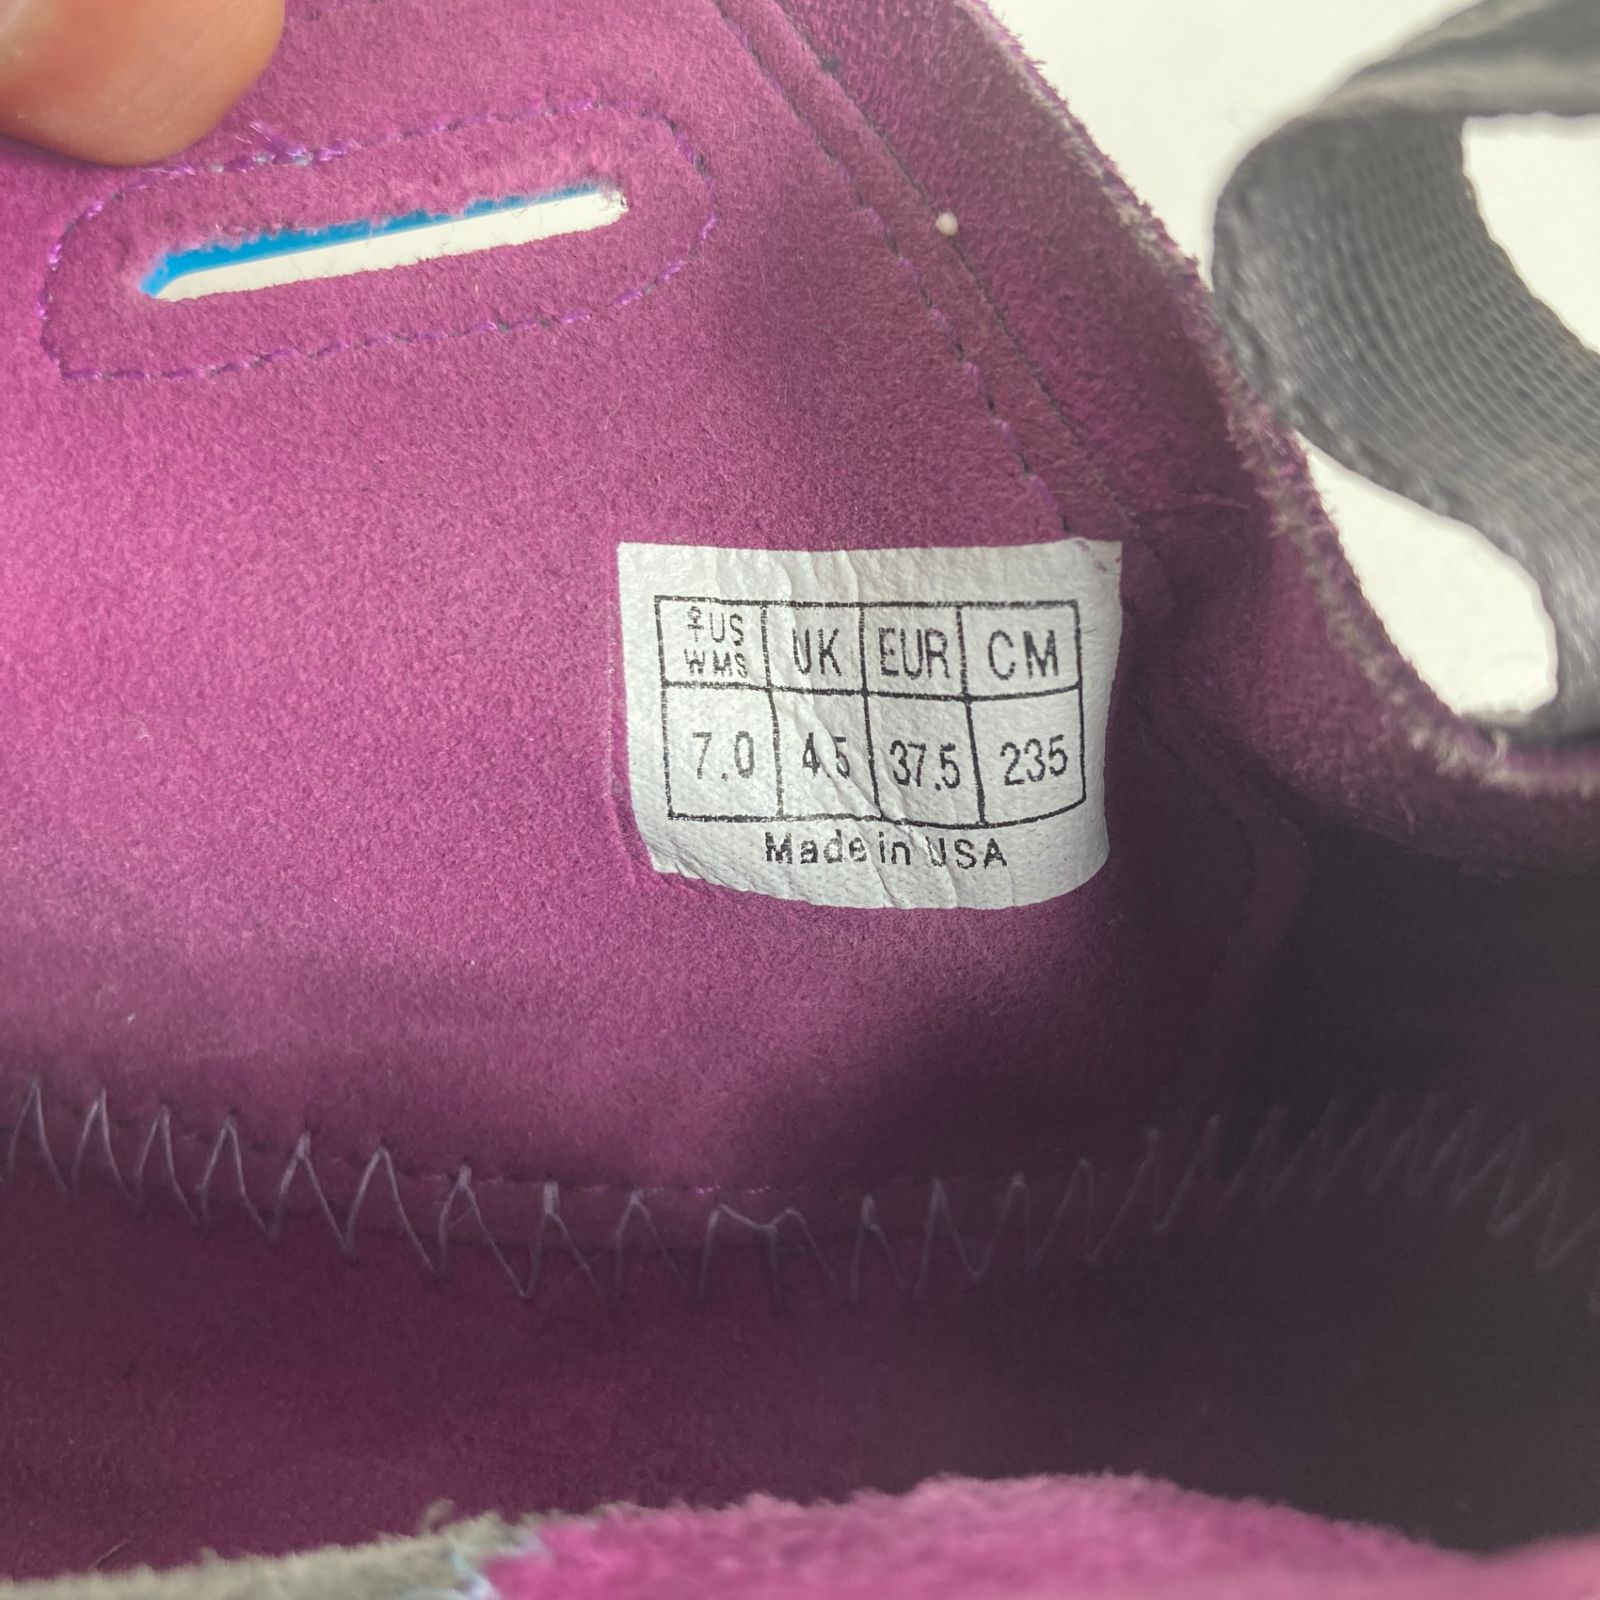 ♀US UK EUR CM
WMS
7.0 4.5 37.5 235
Made in USA